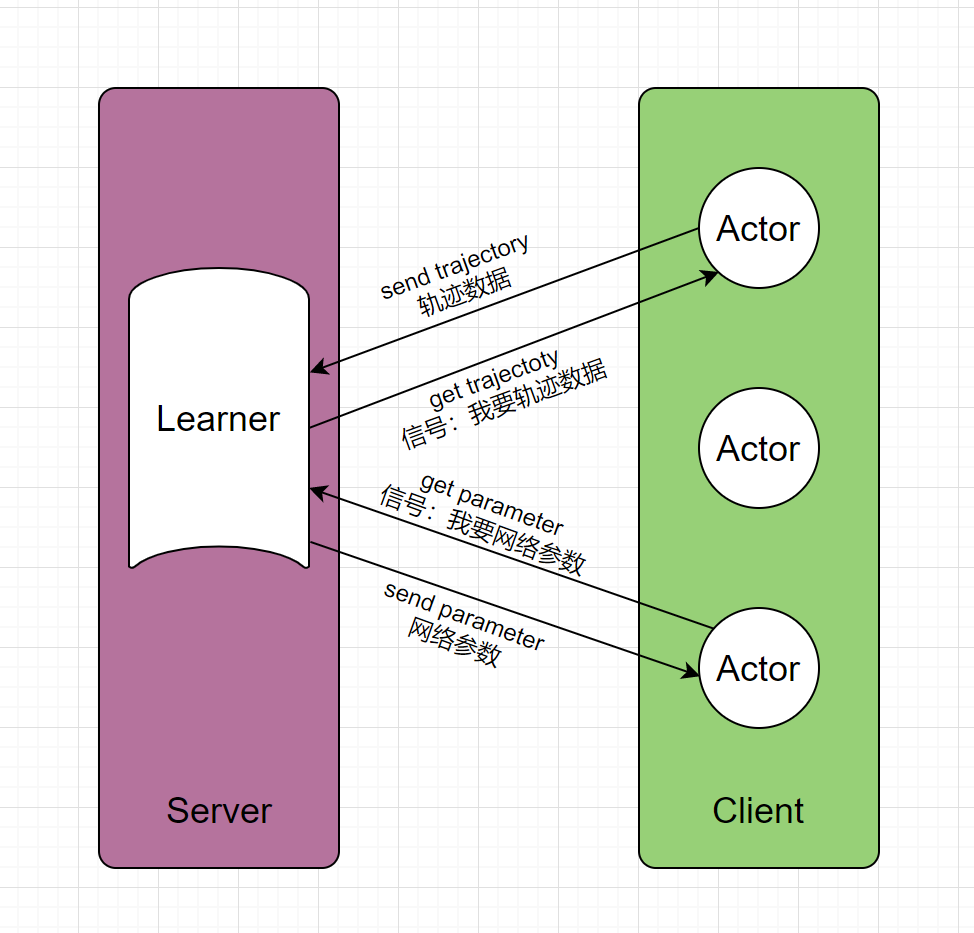 Actor
send trajectory
轨迹数据
get trajectoty
信号：我要轨迹数据
Learner
Actor
get parameter
信号：我要网络参数
send parameter
网络参数
Actor
Server
Client